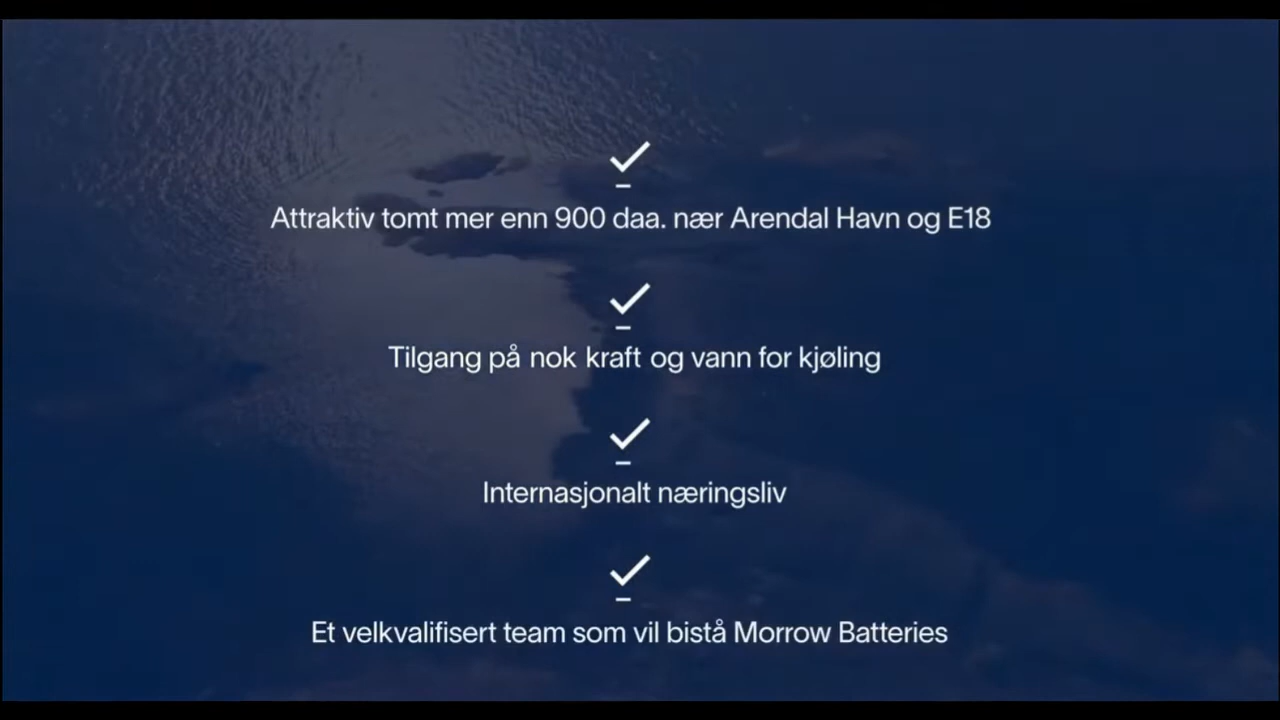 Attraktiv tomt mer enn 900 daa. nær Arendal Havn og E18
Tilgang på nok kraft og vann for kjøling
Internasjonalt næringsliv
Et velkvalifisert team som vil bistå Morrow Batteries